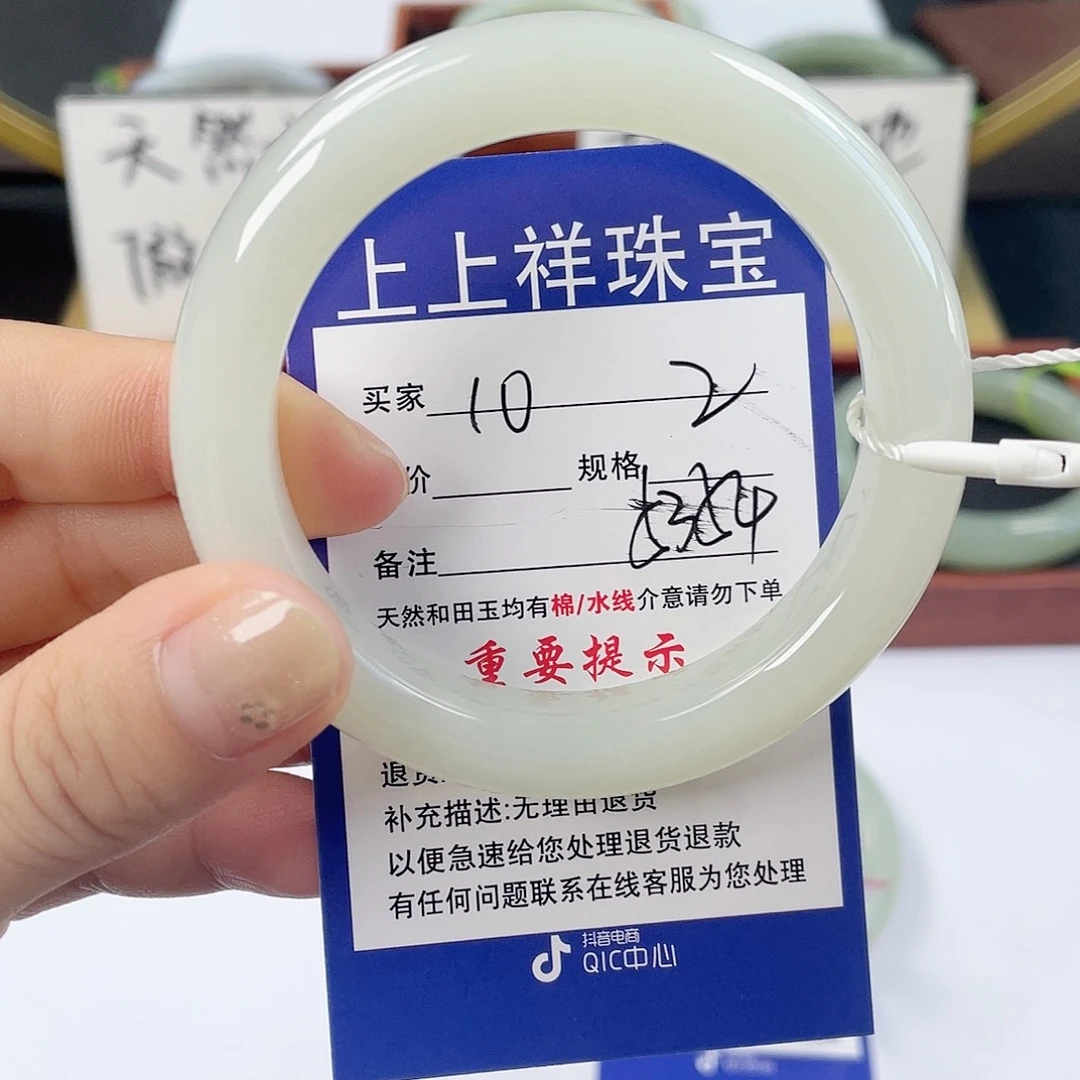 天然
上上祥珠宝
买家 10 2
价 规格
备注
天然和田玉均有棉/水线介意请勿下单
重要提示
退货
补充描述:无理由退货
以便急速给您处理退货退款
有任何问题联系在线客服为您处理
抖音电商
QIC中心